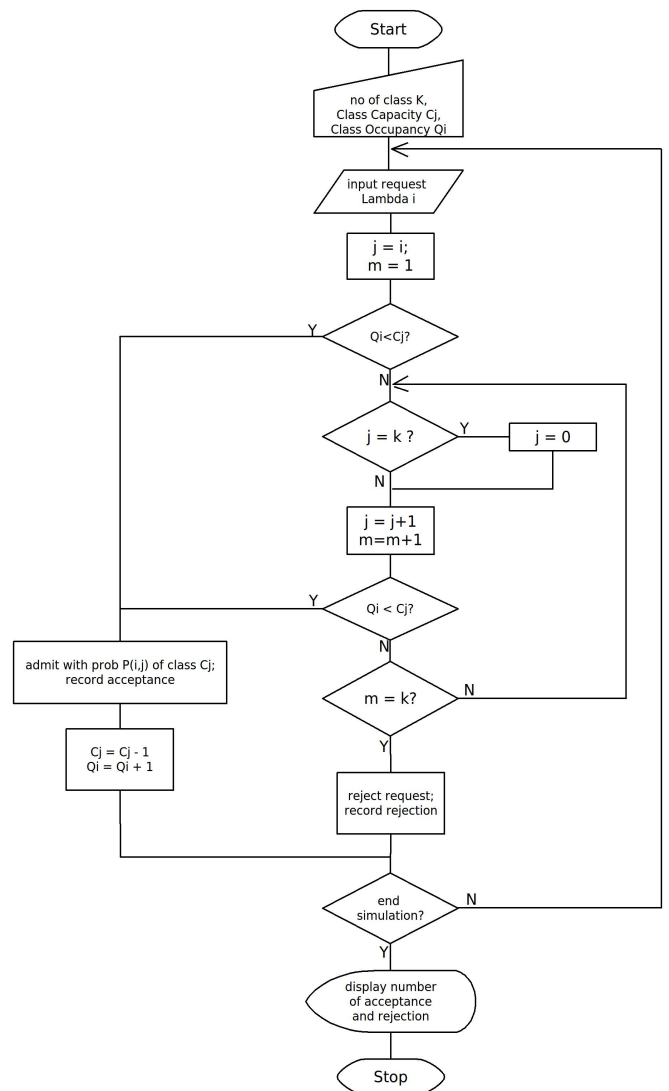 Start
no of class K,
Class Capacity Cj,
Class Occupancy Qi
input request
Lambda i
j = i;
m = 1
Y
Qi<Cj?
N
j = k ?
Y
j = 0
N
j = j+1
m=m+1
Y
Qi < Cj?
N
admit with prob P(i,j) of class Cj;
record acceptance
m = k?
N
Y
Cj = Cj - 1
Qi = Qi + 1
reject request;
record rejection
end
simulation?
N
Y
display number
of acceptance
and rejection
Stop